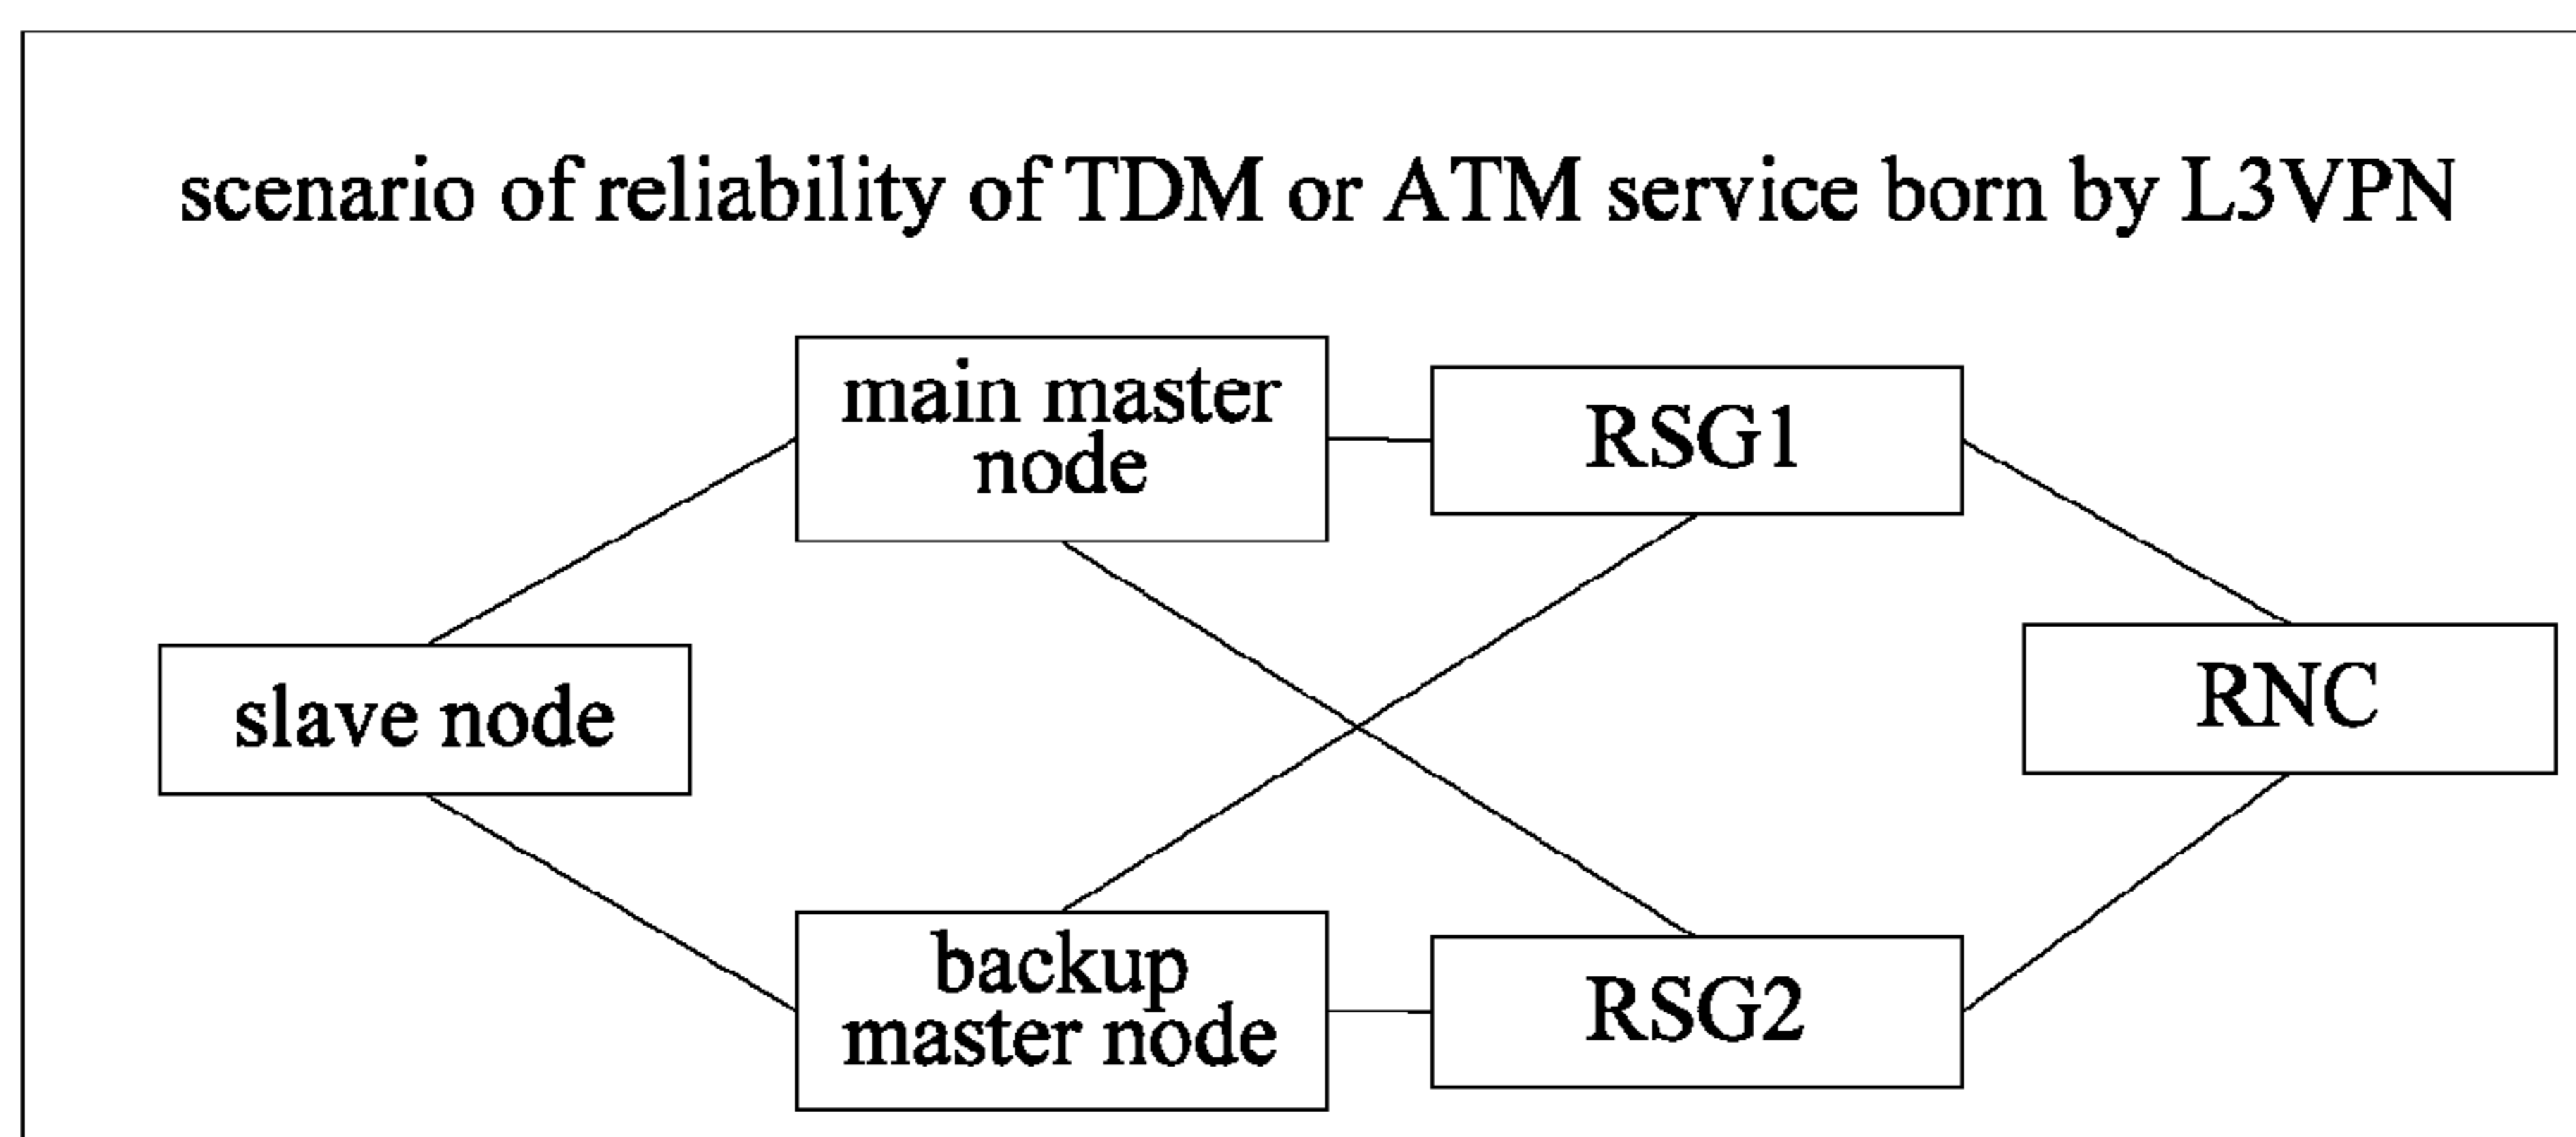 scenario of reliability of TDM or ATM service born by L3VPN
main master
node
RSG1
slave node
RNC
backup
master node
RSG2